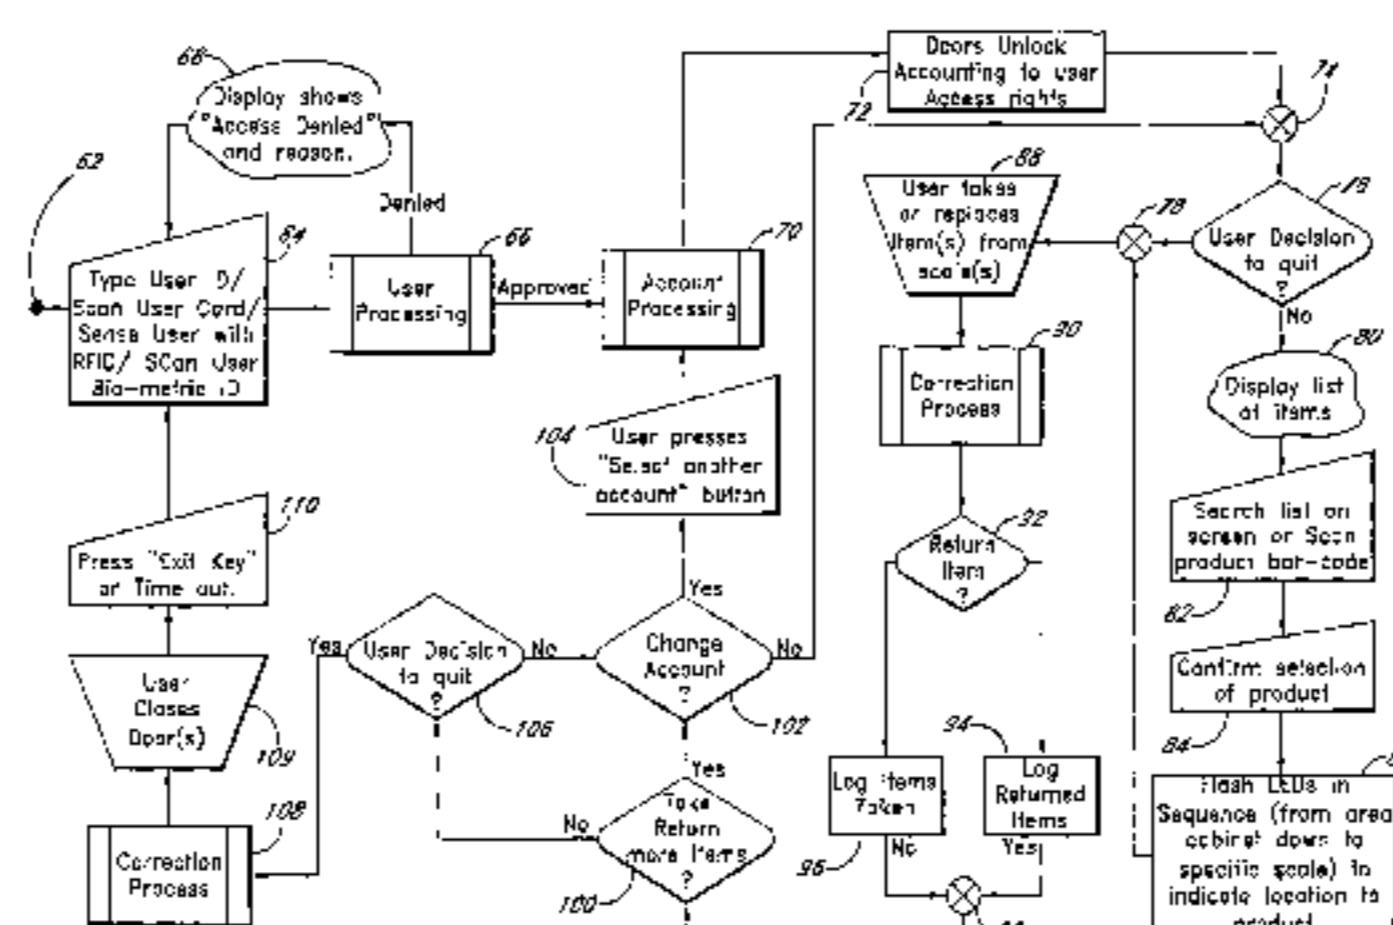 Doors Unlock
Accounting to user
Access rights
72
71
68
Display shows
"Access Denied"
and reason.
62
Denied
64
Type User ID/
Scan User Card/
Sense User with
RFID/ SCan User
Bio-metric ID
66
User
Processing
Approved
70
Account
Processing
88
User takes
or replaces
item(s) from
scale(s)
78
User Decision
to quit
?
No
90
Correction
Process
80
Display list
of items
104
User presses
"Select another
account" button
110
Press "Exit Key"
or Time out.
92
Return
Item
?
Search list on
screen or Scan
product bar-code
82
Confirm selection
of product
84
Yes
User Decision
to quit
?
106
No
Yes
Change
Account
?
102
No
User
Closes
Door(s)
109
Yes
Take
Return
more Items
?
No
100
108
Correction
Process
Log items
Taken
96
No
94
Log
Returned
Items
Yes
Flash LEDs in
Sequence (from area
cabinet doors to
specific scale) to
indicate location to
product